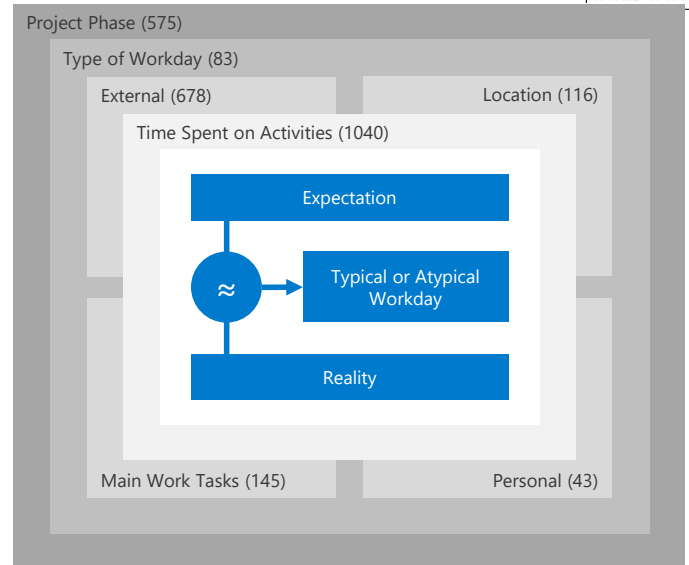 Project Phase (575)
Type of Workday (83)
External (678)
Location (116)
Time Spent on Activities (1040)
Expectation
≈
Typical or Atypical
Workday
Reality
Main Work Tasks (145)
Personal (43)